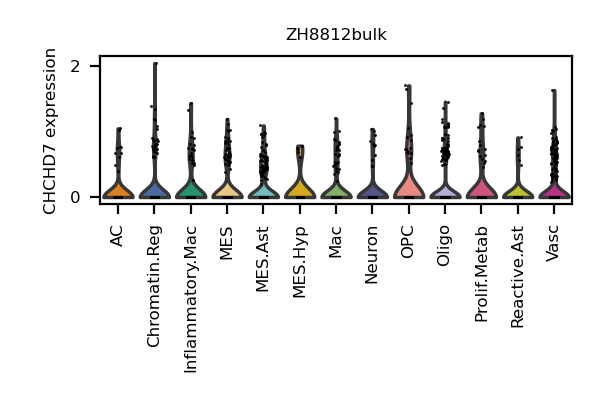 ZH8812bulk
CHCHD7 expression
2
0
AC
Chromatin.Reg
Inflammatory.Mac
MES
MES.Ast
MES.Hyp
Mac
Neuron
OPC
Oligo
Prolif.Metab
Reactive.Ast
Vasc